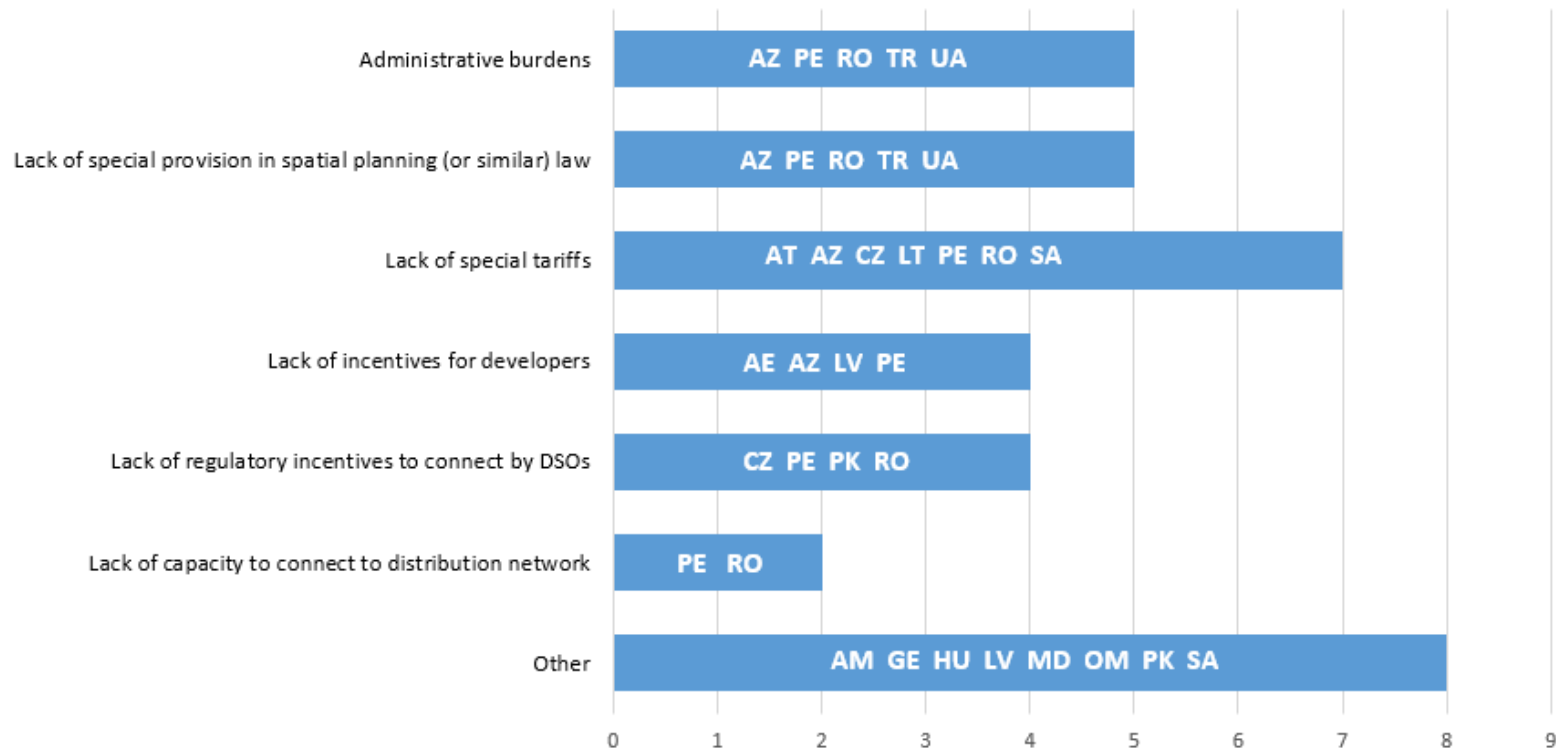 Administrative burdens
AZ PE RO TR UA
Lack of special provision in spatial planning (or similar) law
AZ PE RO TR UA
Lack of special tariffs
AT AZ CZ LT PE RO SA
Lack of incentives for developers
AE AZ LV PE
Lack of regulatory incentives to connect by DSOs
CZ PE PK RO
Lack of capacity to connect to distribution network
PE RO
Other
AM GE HU LV MD OM PK SA
0 1 2 3 4 5 6 7 8 9